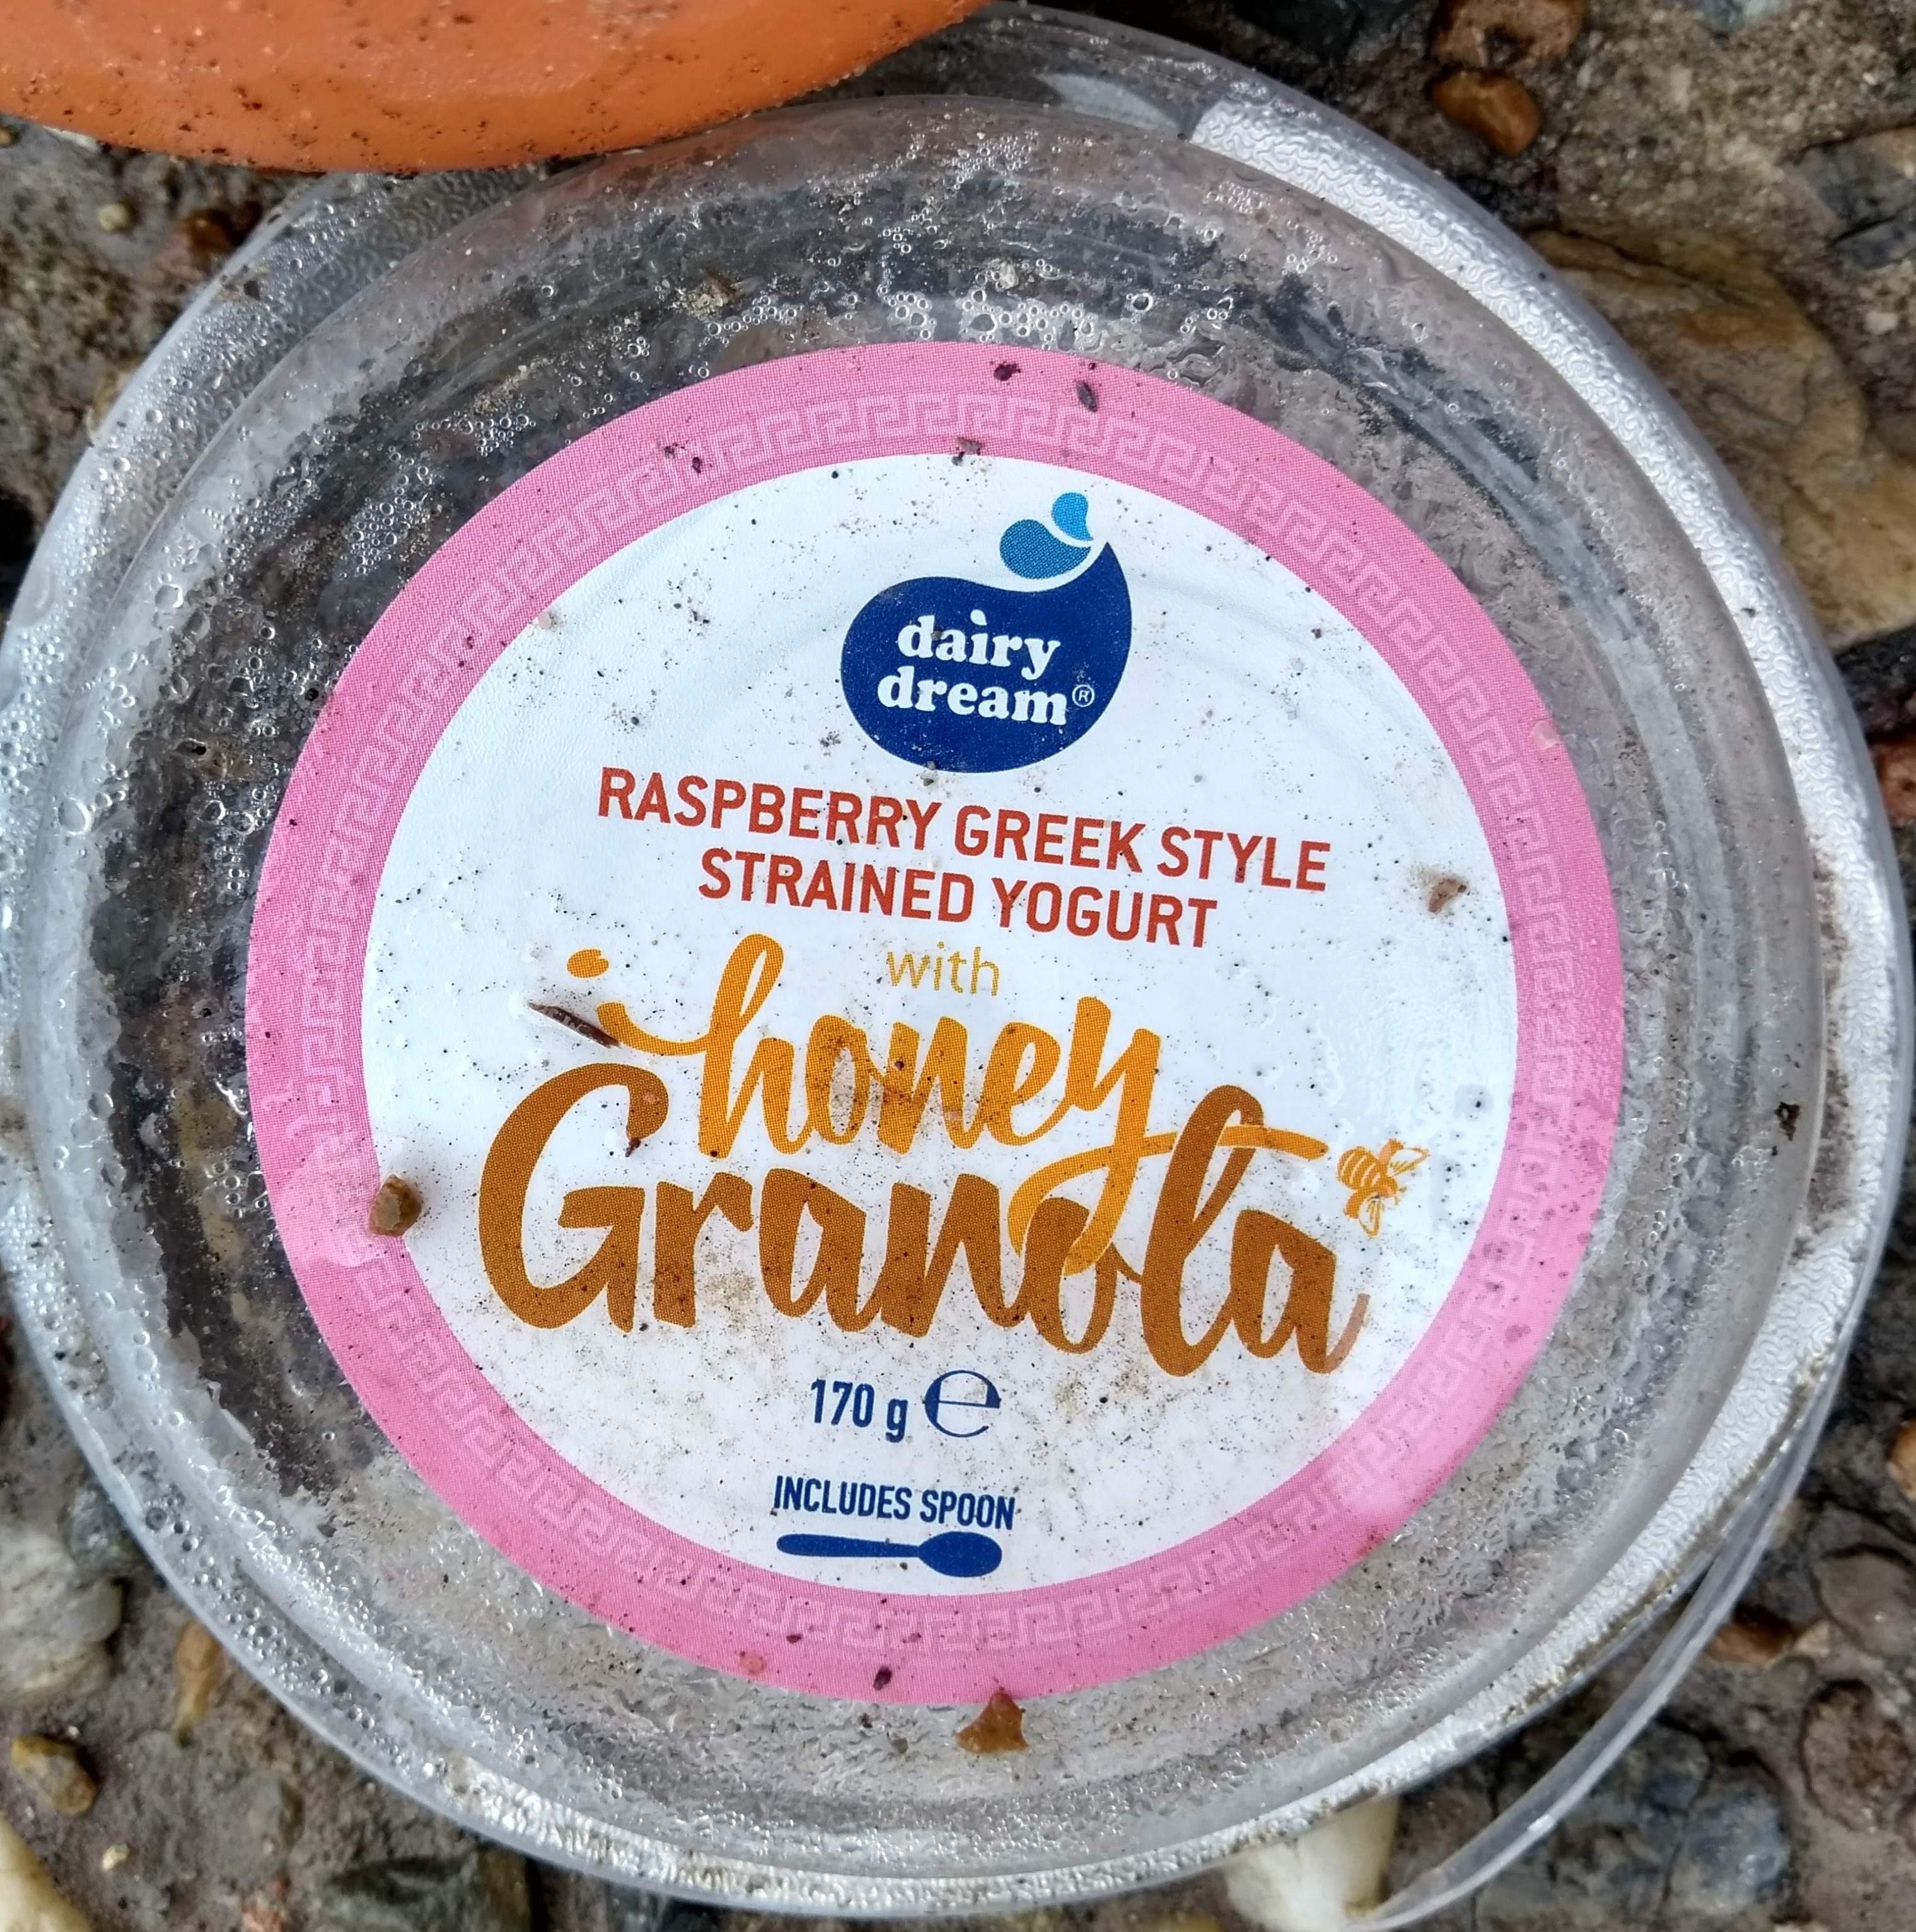 dairy
dream®
RASPBERRY GREEK STYLE
STRAINED YOGURT
with
honey
Granola
170 g ℮
INCLUDES SPOON